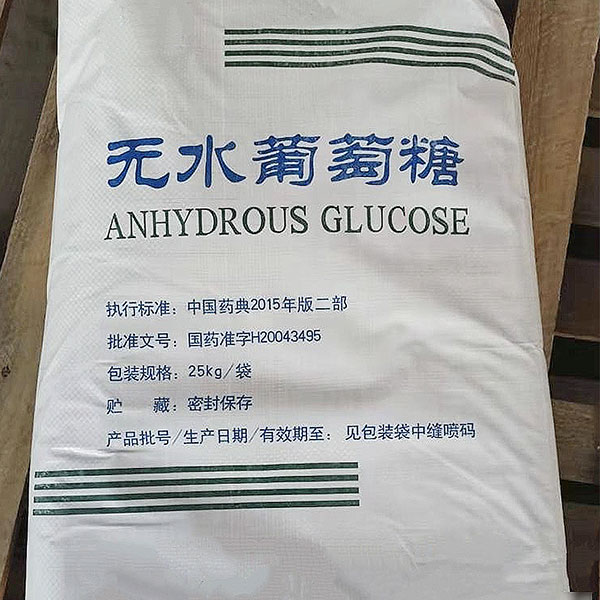 无水葡萄糖
ANHYDROUS GLUCOSE
执行标准：中国药典2015年版二部
批准文号：国药准字H20043495
包装规格：25kg/袋
贮 藏：密封保存
产品批号/生产日期/有效期至：见包装袋中缝喷码